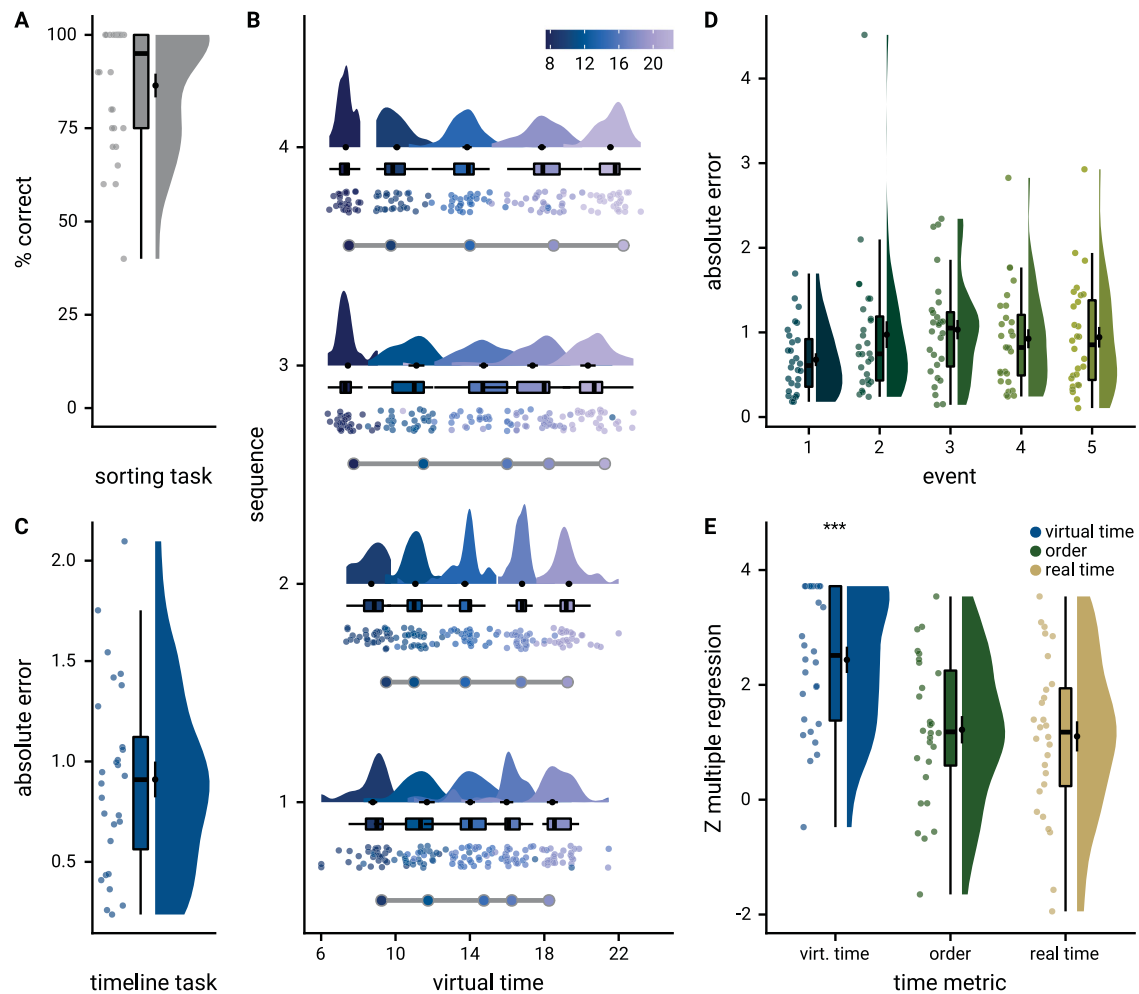 A
100
75
50
25
0
% correct
sorting task
B
8 12 16 20
4
3
2
1
sequence
6 10 14 18 22
virtual time
C
2.0
1.5
1.0
0.5
absolute error
timeline task
D
4
3
2
1
0
absolute error
1 2 3 4 5
event
E
***
virtual time
order
real time
4
2
0
-2
Z multiple regression
virt. time order real time
time metric